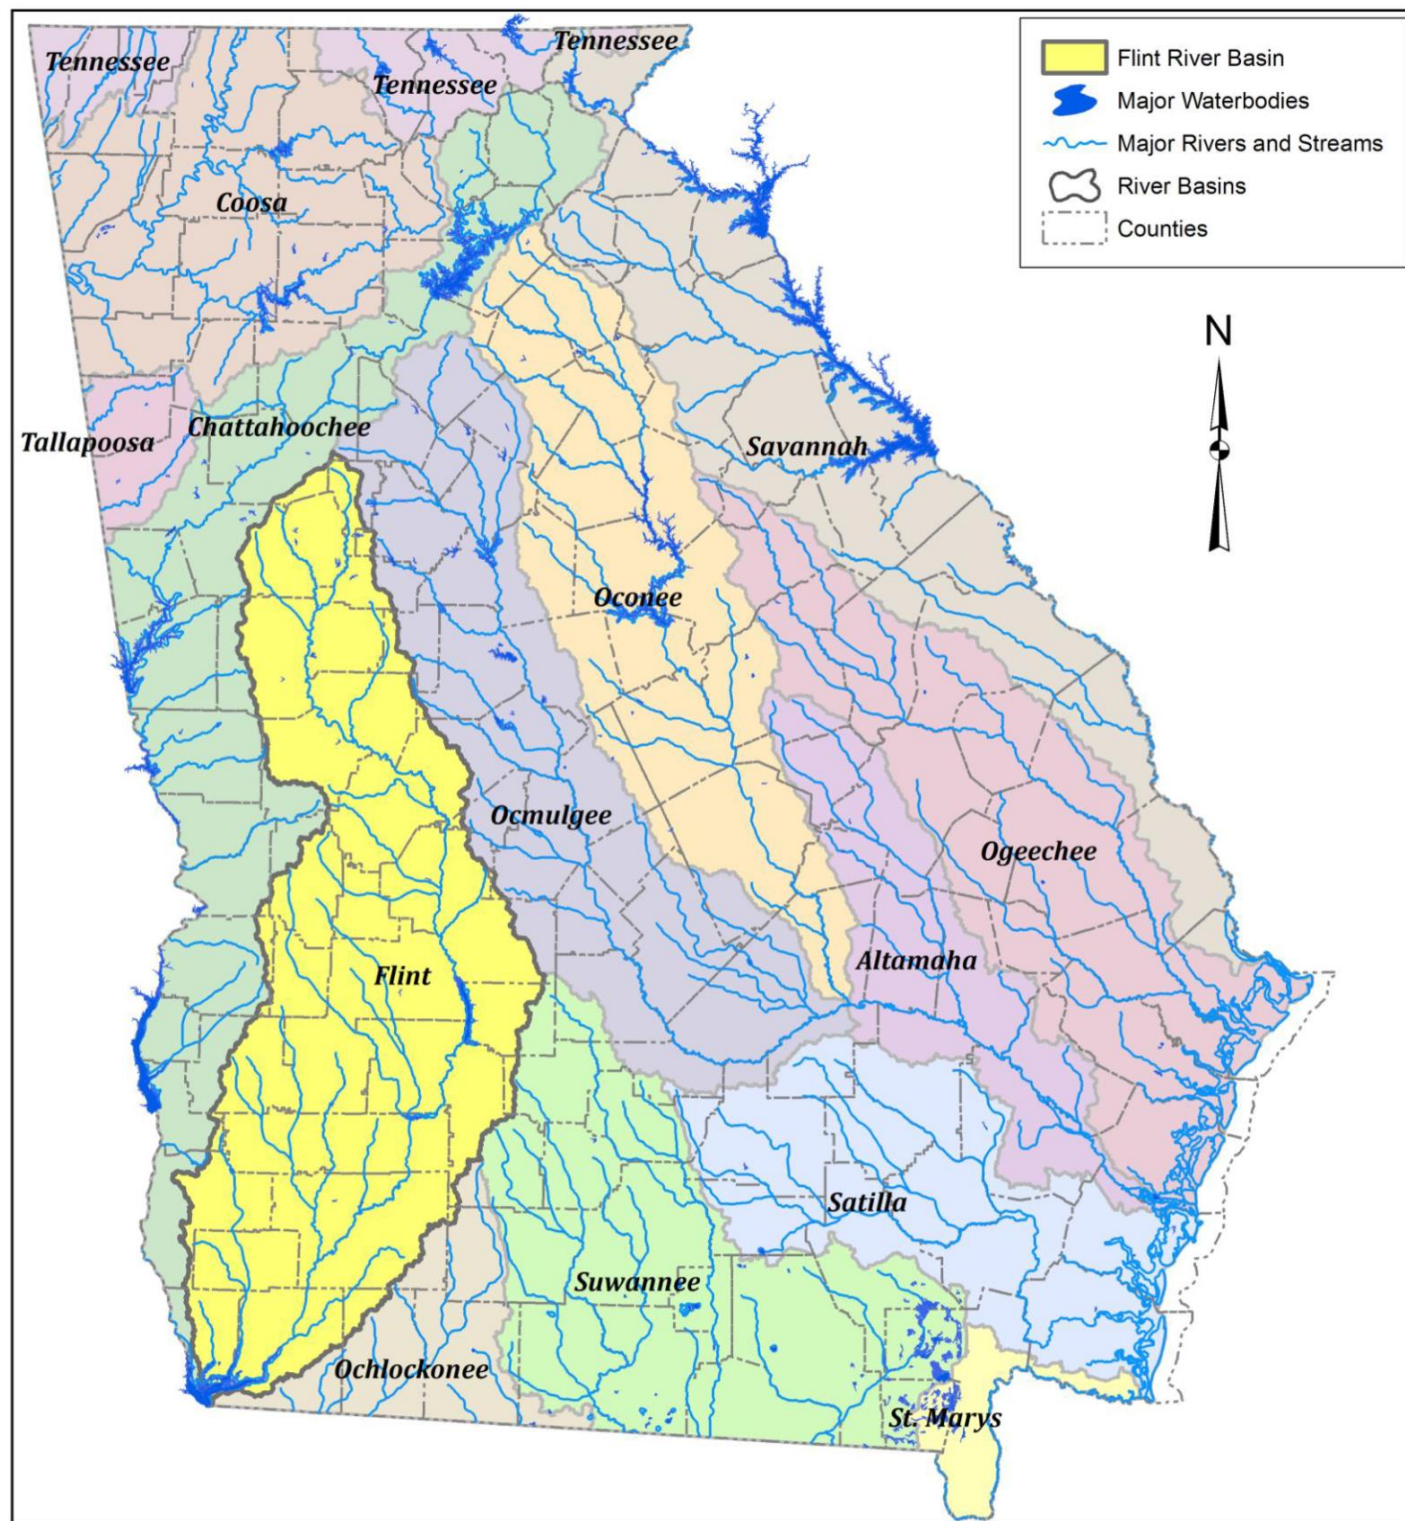 Tennessee
Tennessee
Tennessee
Flint River Basin
Major Waterbodies
Major Rivers and Streams
River Basins
Counties
Coosa
N
Tallapoosa
Chattahoochee
Savannah
Oconee
Ocmulgee
Ogeechee
Flint
Altamaha
Satilla
Suwannee
Ochlockonee
St. Marys